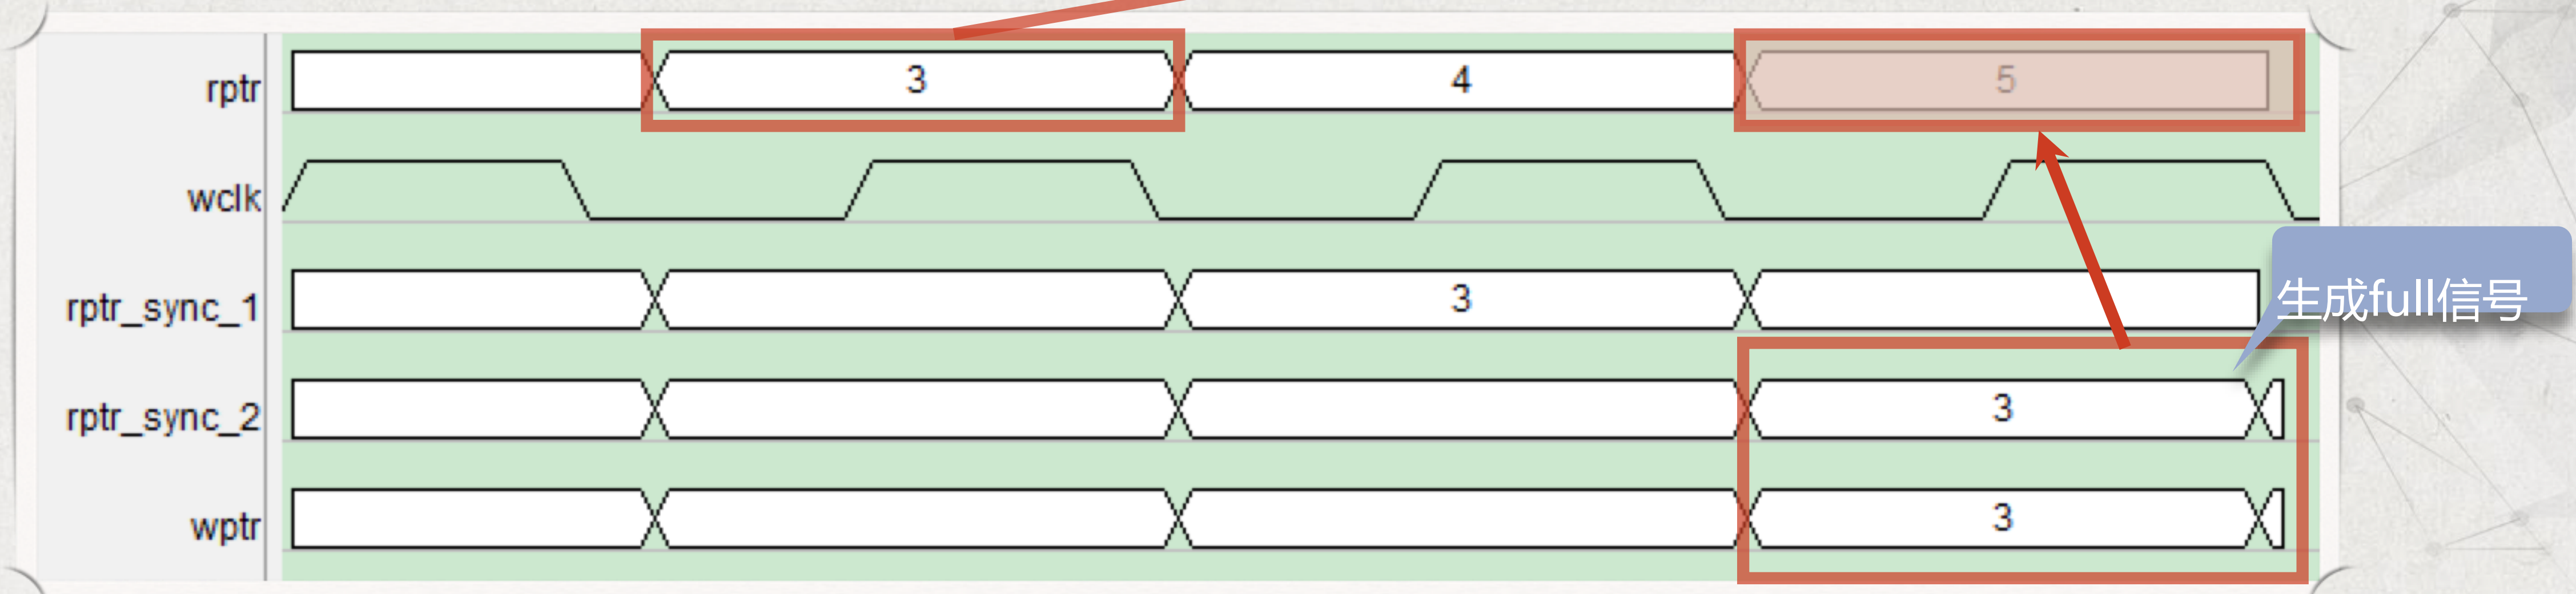 rptr 3 4 5
wclk
rptr_sync_1 3
生成full信号
rptr_sync_2 3
wptr 3